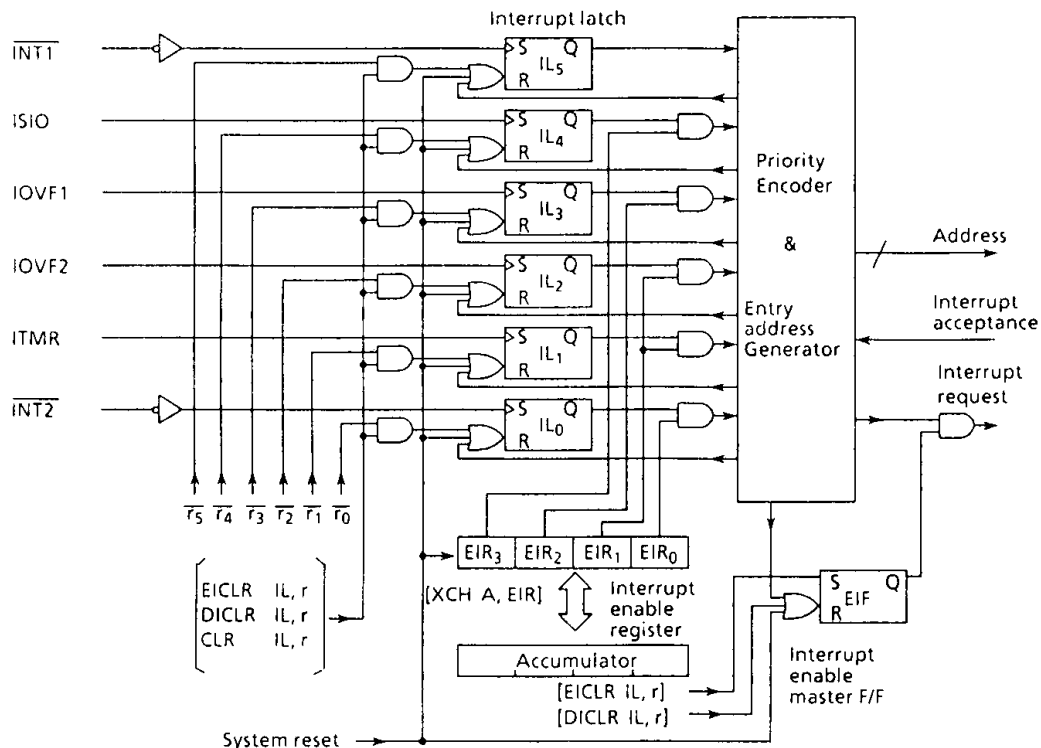 Interrupt latch
INT1
S Q
IL5
R
ISIO
S Q
IL4
R
IOVF1
S Q
IL3
R
IOVF2
S Q
IL2
R
ITMR
S Q
IL1
R
INT2
S Q
IL0
R
Priority
Encoder
&
Entry
address
Generator
Address
Interrupt
acceptance
Interrupt
request
r5 r4 r3 r2 r1 r0
EIR3 EIR2 EIR1 EIR0
[XCH A, EIR]
Interrupt
enable
register
EICLR IL, r
DICLR IL, r
CLR IL, r
Accumulator
[EICLR IL, r]
[DICLR IL, r]
S Q
EIF
R
Interrupt
enable
master F/F
System reset